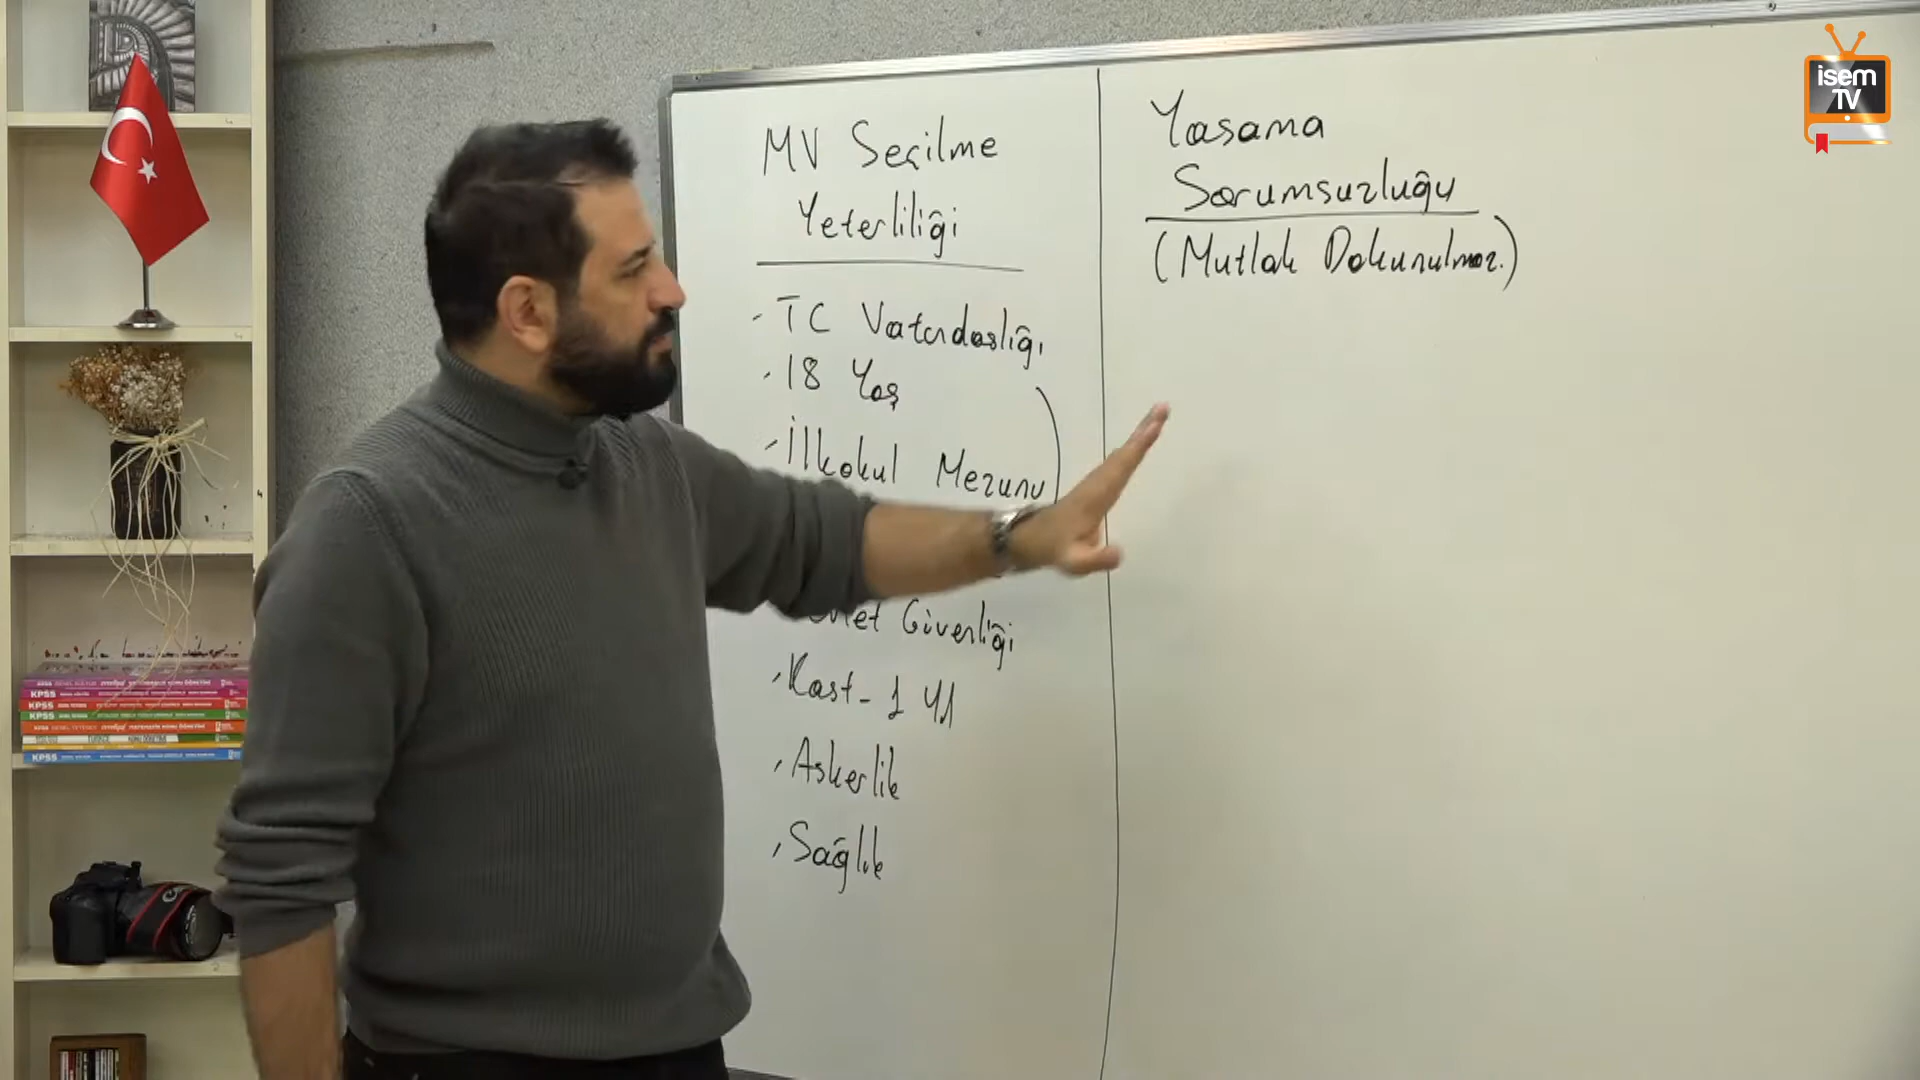 MV Seçilme
Yeterliliği
- TC Vatandaşlığı
- 18 Yaş
- İlkokul Mezunu
Güvenliği
- Kast - 1 Yıl
- Askerlik
- Sağlık
Yasama
Sorumsuzluğu
(Mutlak Dokunulmaz.)
isem
TV
KPSS
KPSS
KPSS
KPSS